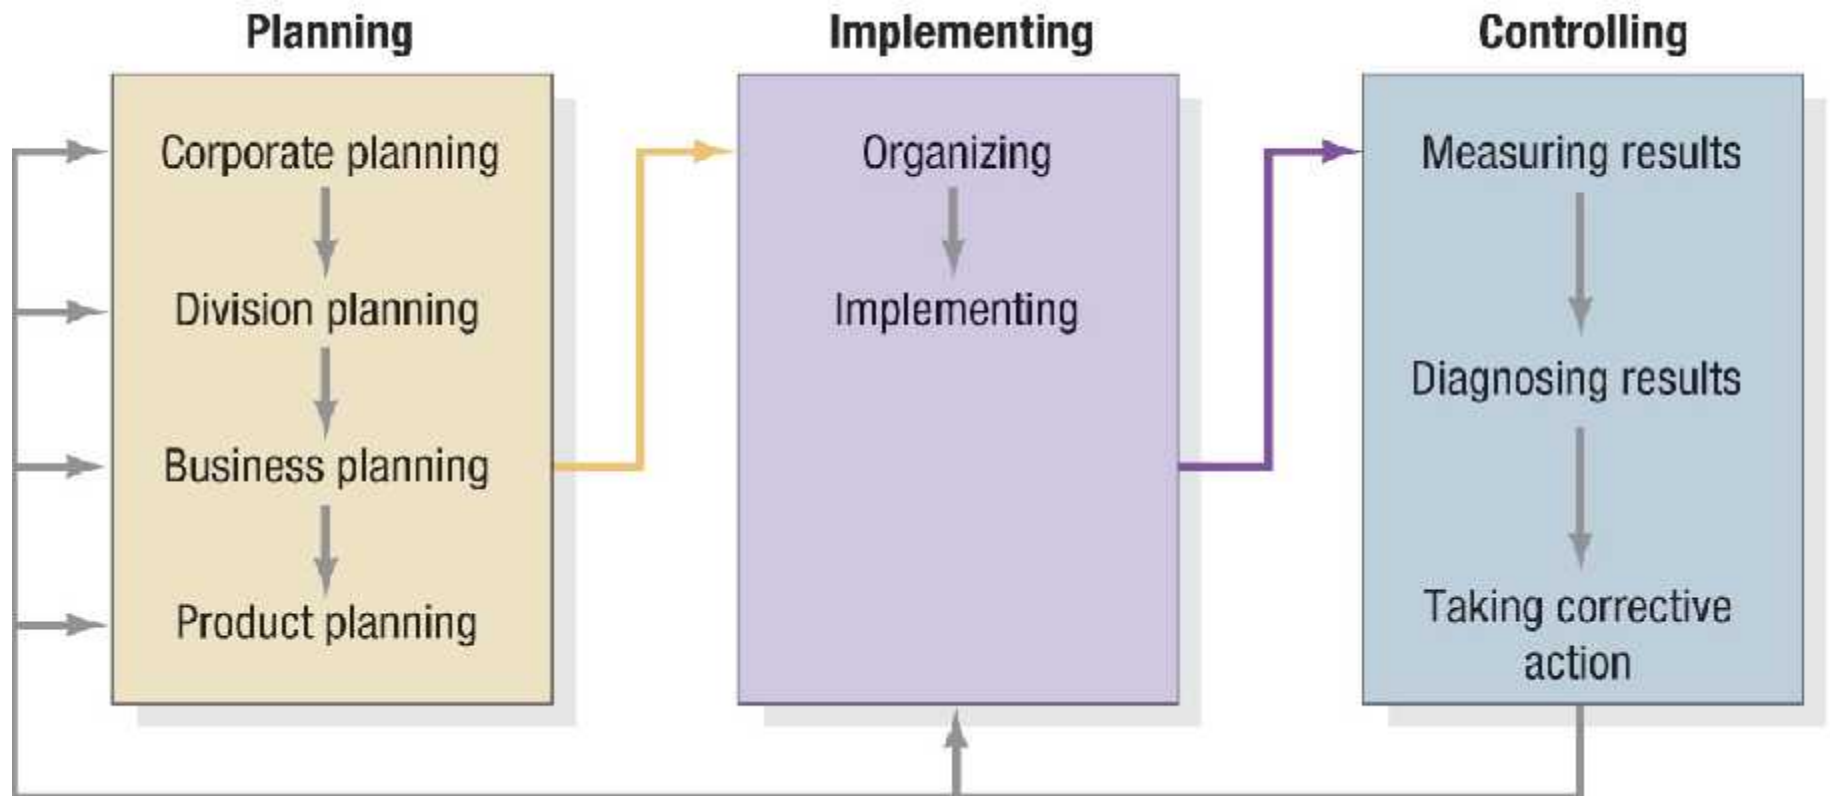 Planning
Corporate planning
Division planning
Business planning
Product planning
Implementing
Organizing
Implementing
Controlling
Measuring results
Diagnosing results
Taking corrective
action